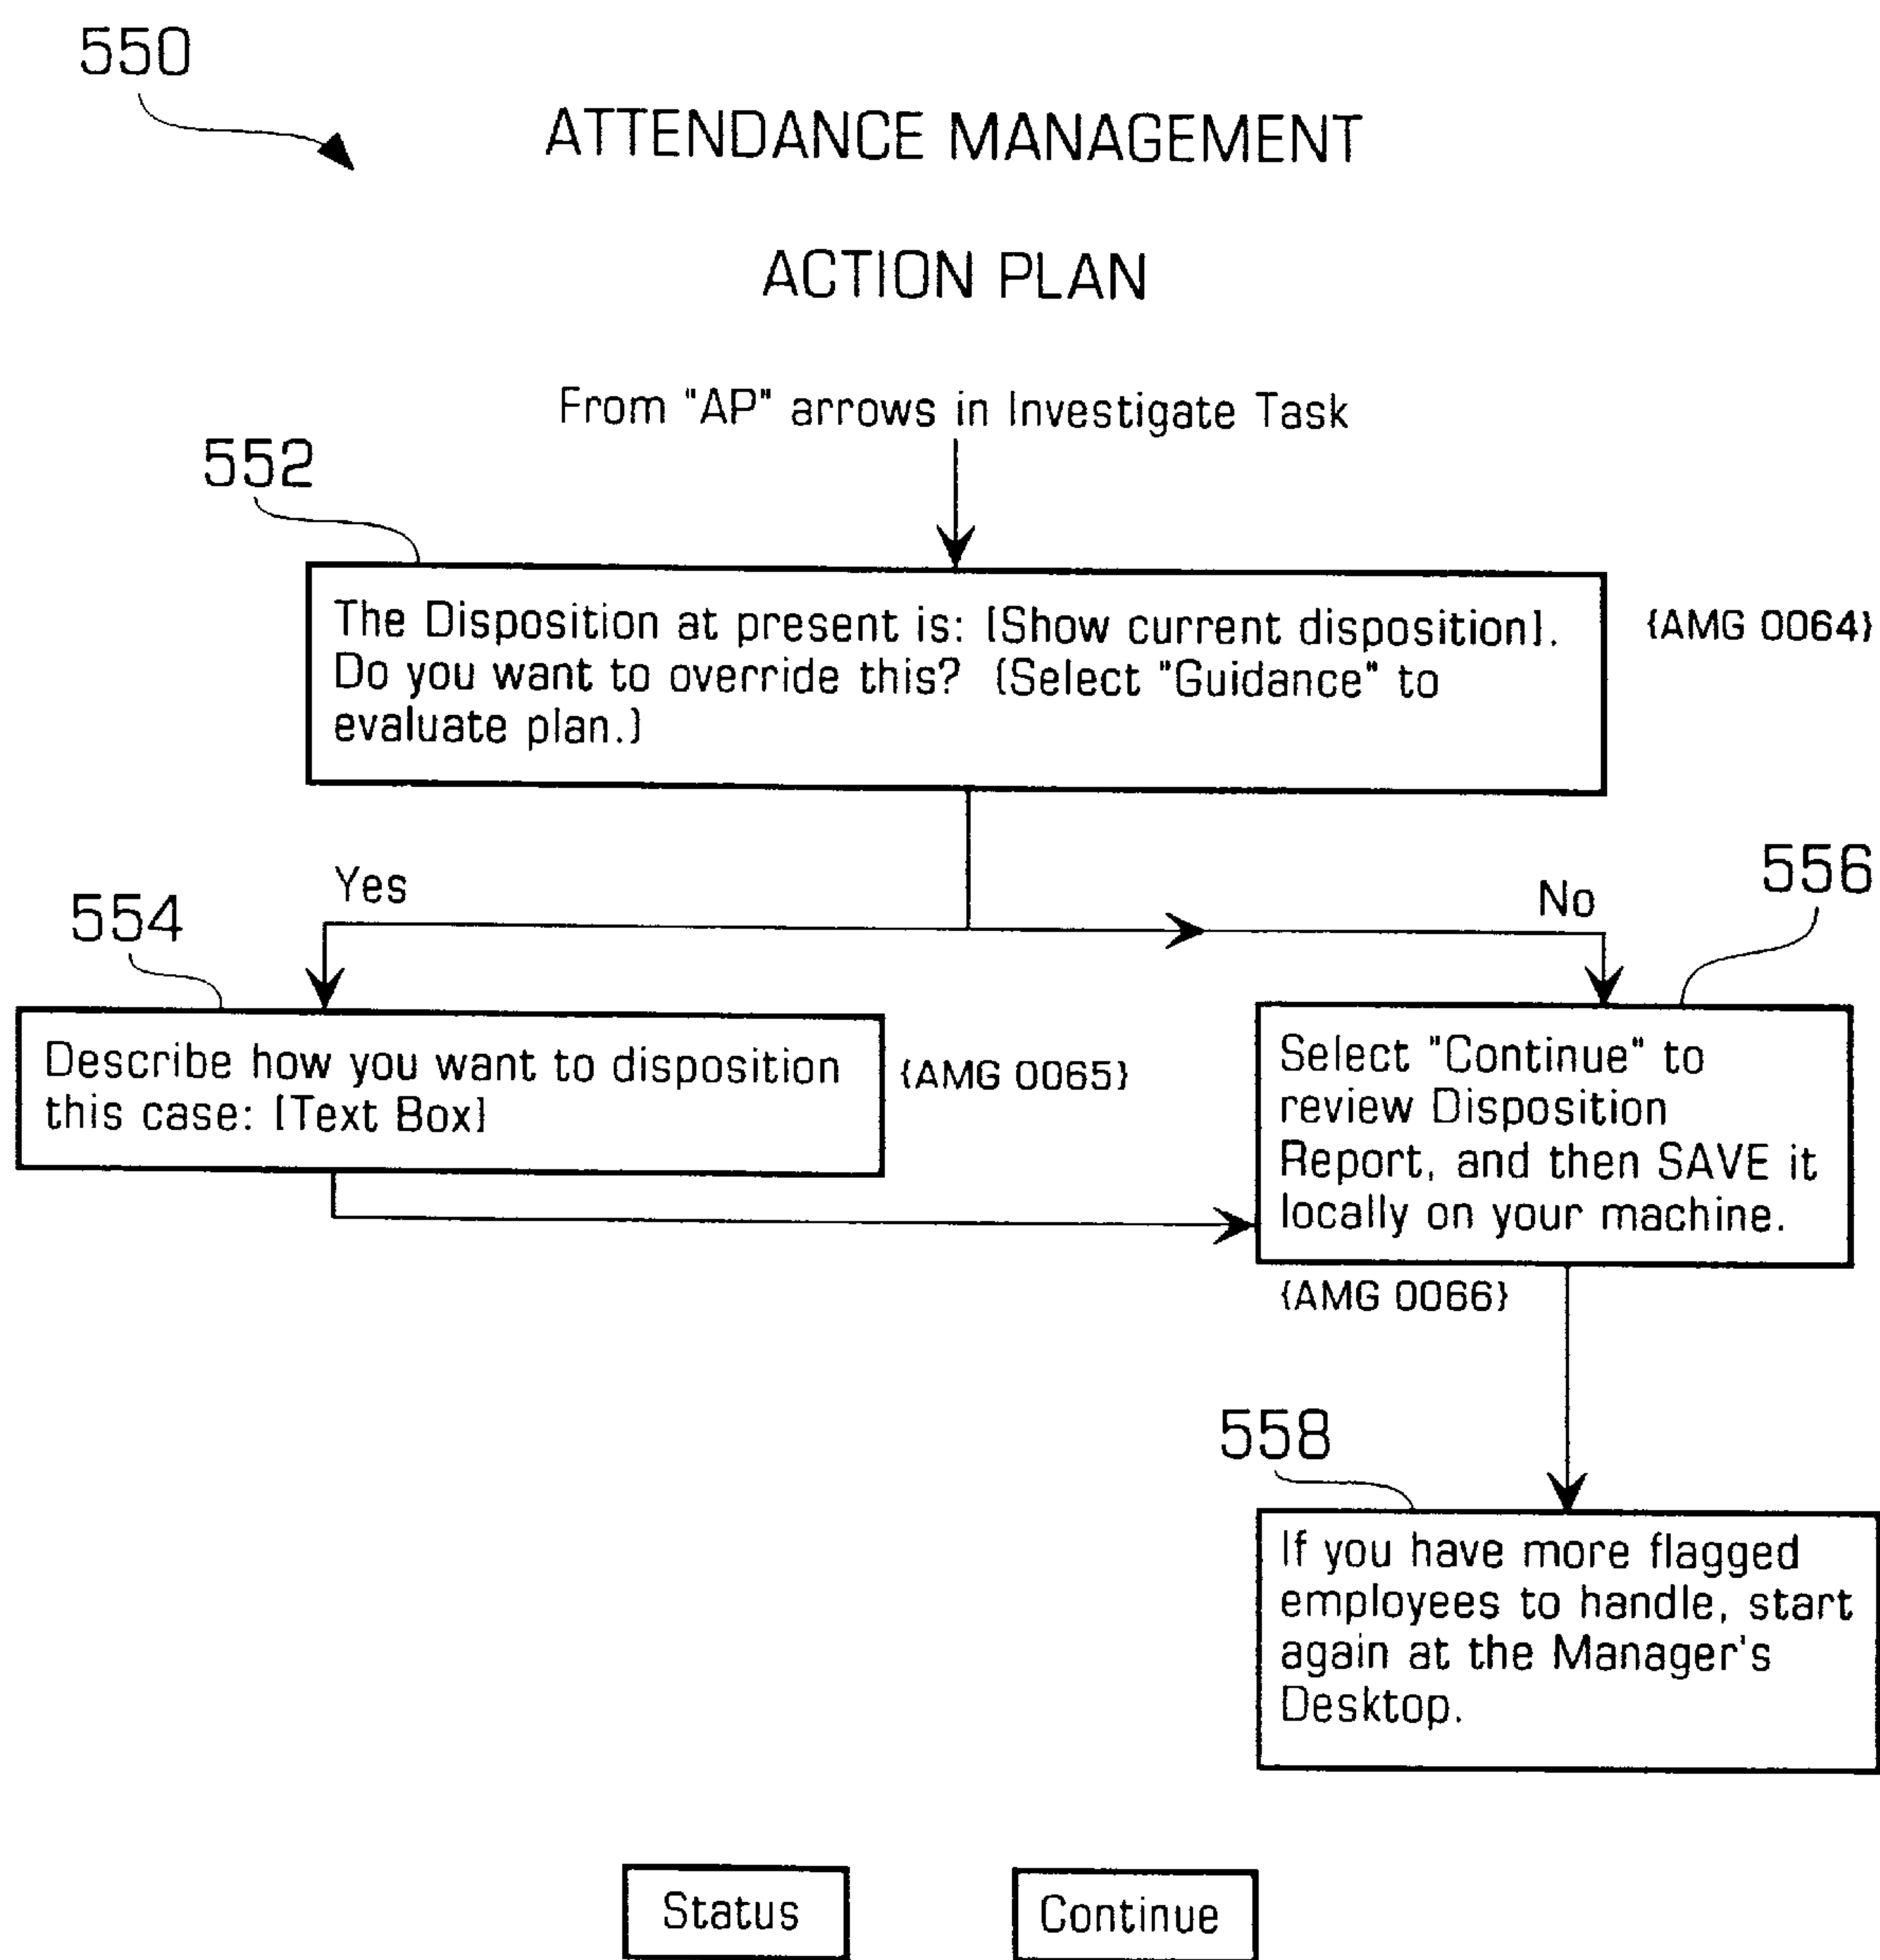 550
ATTENDANCE MANAGEMENT
ACTION PLAN
From "AP" arrows in Investigate Task
552
The Disposition at present is: [Show current disposition].
Do you want to override this? (Select "Guidance" to
evaluate plan.)
{AMG 0064}
Yes
No
554
556
Describe how you want to disposition
this case: [Text Box]
{AMG 0065}
Select "Continue" to
review Disposition
Report, and then SAVE it
locally on your machine.
{AMG 0066}
558
If you have more flagged
employees to handle, start
again at the Manager's
Desktop.
Status
Continue